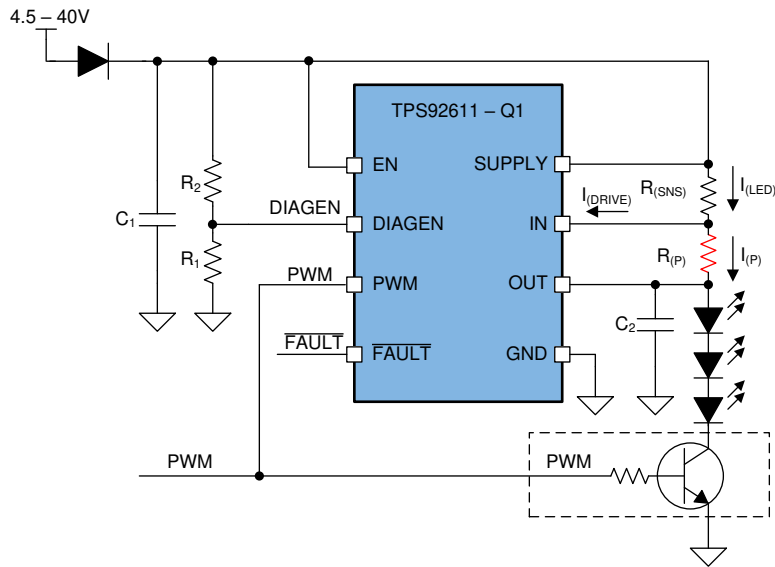 4.5 – 40V
TPS92611 – Q1
EN
SUPPLY
R(SNS)
I(LED)
R2
I(DRIVE)
C1
DIAGEN
DIAGEN
IN
R1
R(P)
I(P)
PWM
PWM
OUT
C2
FAULT
FAULT
GND
PWM
PWM